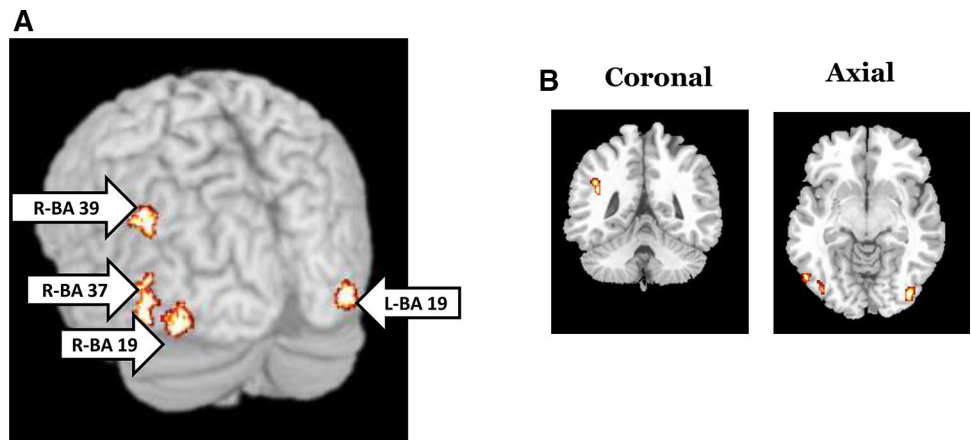 A
R-BA 39
R-BA 37
L-BA 19
R-BA 19
B
Coronal
Axial